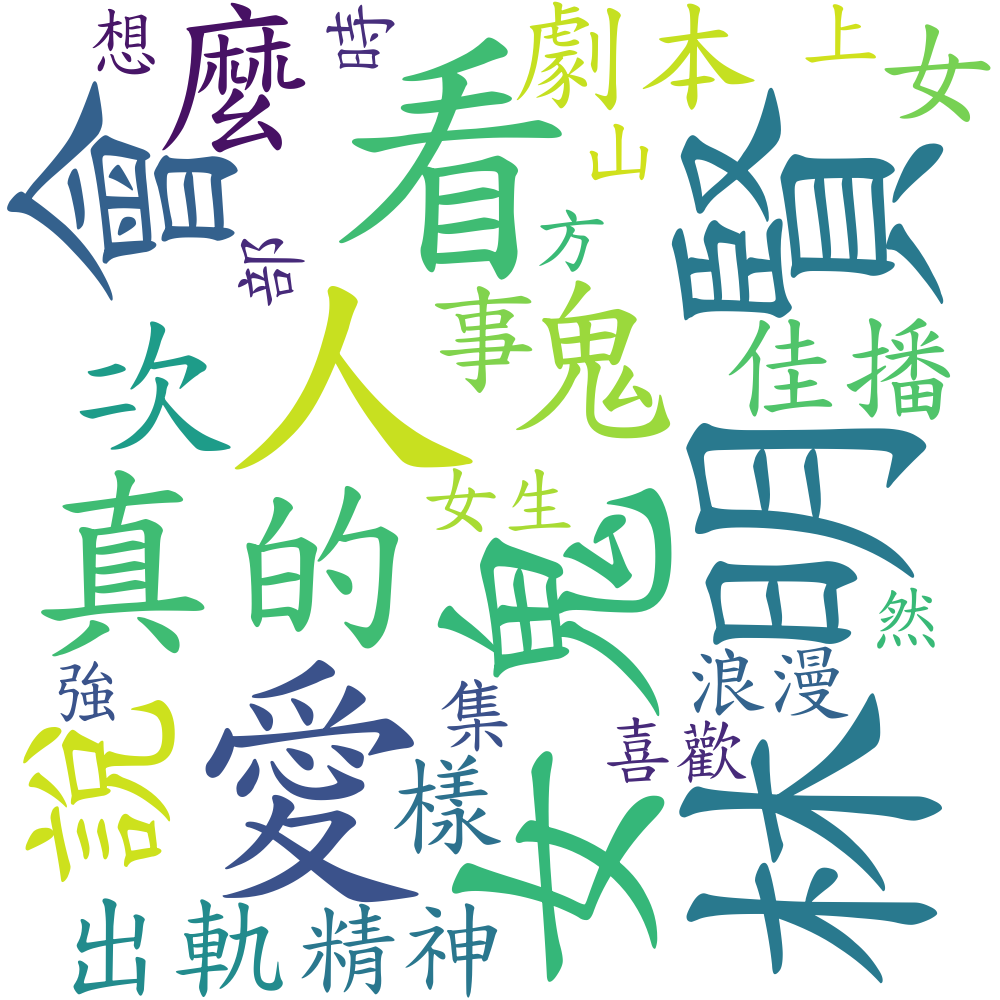 想
麼
時
劇本
上
女
會
看
山
林明賢
部
方
人
事
鬼
佳
播
次
真的
女生
女鬼
然
強
說
愛
集
樣
浪漫
喜歡
出軌
精神